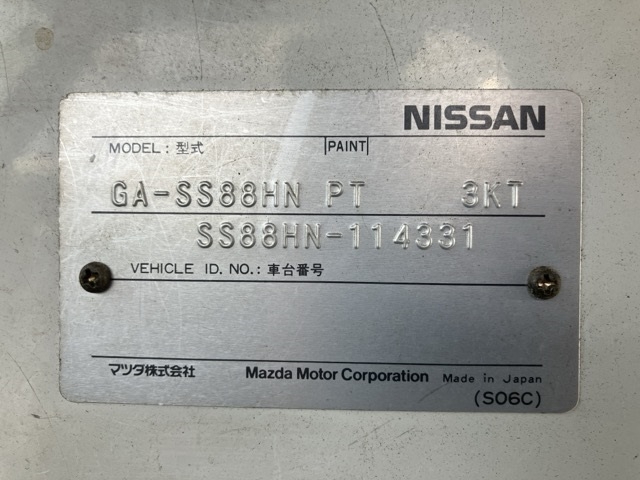 NISSAN
MODEL: 型式 PAINT
GA-SS88HN PT 3KT
SS88HN-114331
VEHICLE ID. NO.: 車台番号
マツダ株式会社 Mazda Motor Corporation Made in Japan
(S06C)